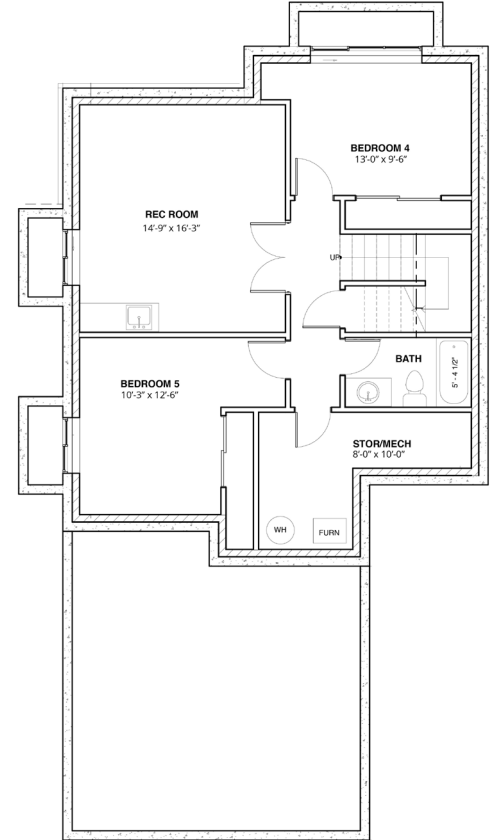 BEDROOM 4
13'-0" x 9'-6"
REC ROOM
14'-9" x 16'-3"
UP
BATH
5' - 4 1/2"
BEDROOM 5
10'-3" x 12'-6"
STOR/MECH
8'-0" x 10'-0"
WH
FURN